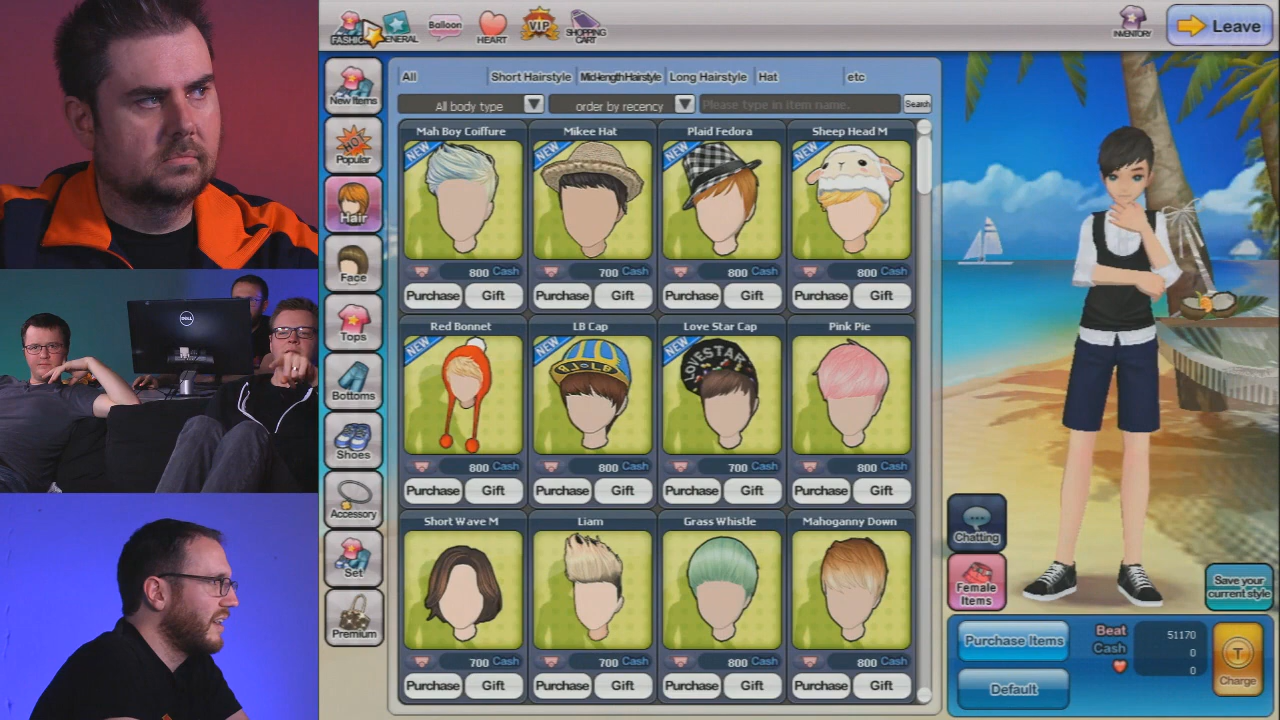 FASHION GENERAL Balloon HEART VIP SHOPPING CART INVENTORY Leave
All Short Hairstyle Mid-length Hairstyle Long Hairstyle Hat etc
All body type order by recency Please type in item name. Search
New Items
HOT
Popular
Hair
Face
Tops
Bottoms
Shoes
Accessory
Set
Premium
Mah Boy Coiffure Mikee Hat Plaid Fedora Sheep Head M
NEW NEW NEW NEW
800 Cash 700 Cash 800 Cash 800 Cash
Purchase Gift Purchase Gift Purchase Gift Purchase Gift
Red Bonnet LB Cap Love Star Cap Pink Pie
NEW NEW NEW
LOVESTAR
800 Cash 800 Cash 700 Cash 800 Cash
Purchase Gift Purchase Gift Purchase Gift Purchase Gift
Short Wave M Liam Grass Whistle Mahoganny Down
700 Cash 700 Cash 800 Cash 800 Cash
Purchase Gift Purchase Gift Purchase Gift Purchase Gift
DELL
Chatting
Female
Items
Save your
current style
Purchase Items
Default
Beat 51170
Cash 0
0
T
Charge